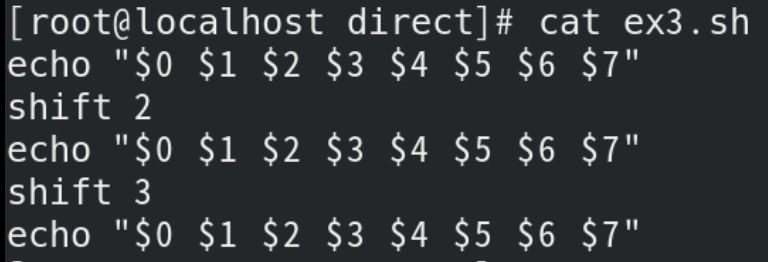 [root@localhost direct]# cat ex3.sh
echo "$0 $1 $2 $3 $4 $5 $6 $7"
shift 2
echo "$0 $1 $2 $3 $4 $5 $6 $7"
shift 3
echo "$0 $1 $2 $3 $4 $5 $6 $7"